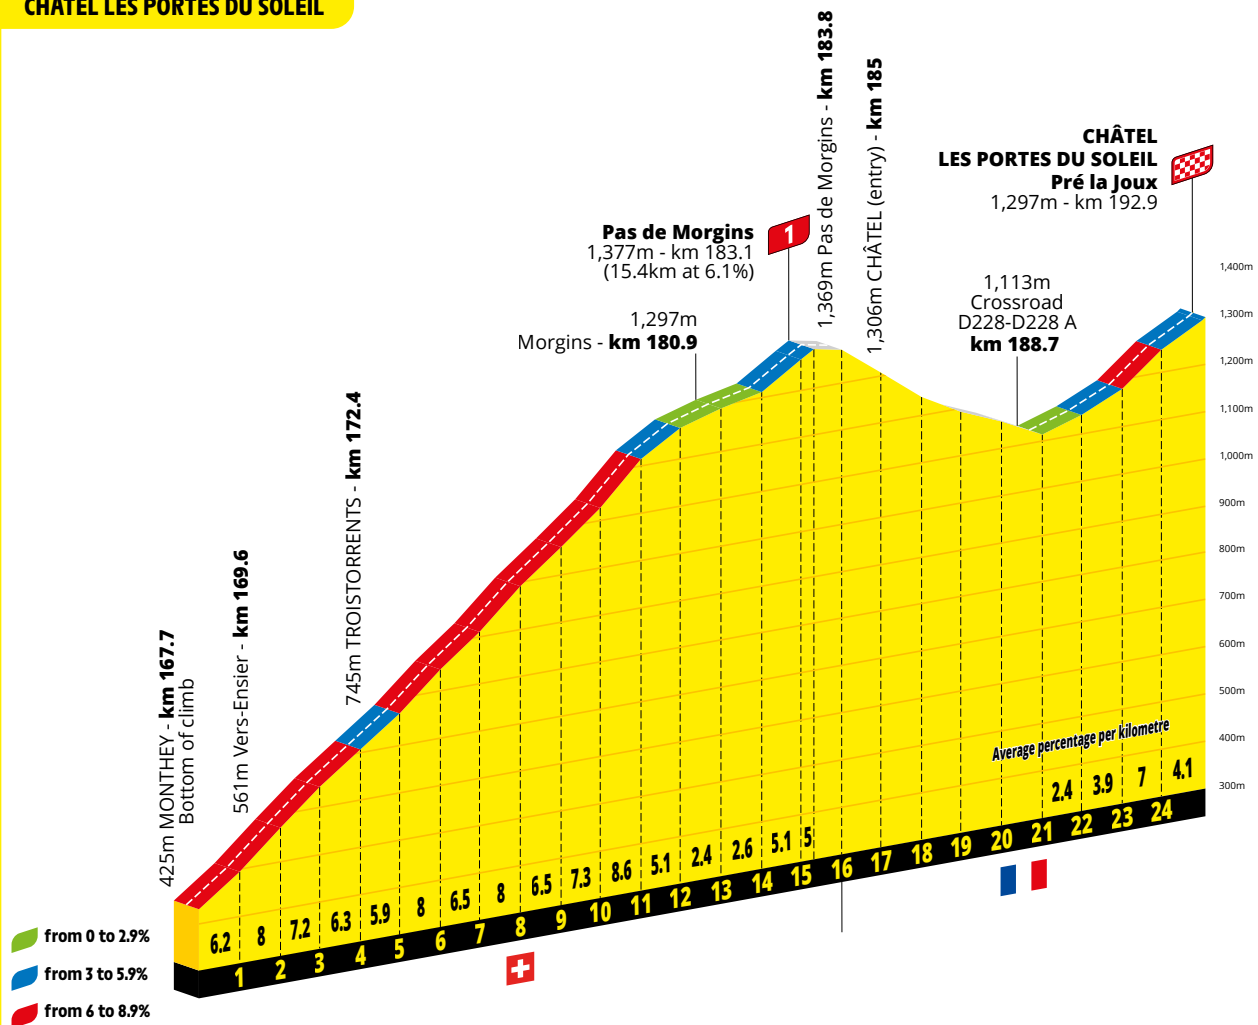 CHÂTEL LES PORTES DU SOLEIL
425m MONTHEY - km 167.7
Bottom of climb
561m Vers-Ensier - km 169.6
745m TROISTORRENTS - km 172.4
1,297m
Morgins - km 180.9
Pas de Morgins
1,377m - km 183.1
(15.4km at 6.1%)
1
1,369m Pas de Morgins - km 183.8
1,306m CHÂTEL (entry) - km 185
1,113m
Crossroad
D228-D228 A
km 188.7
CHÂTEL
LES PORTES DU SOLEIL
Pré la Joux
1,297m - km 192.9
1,400m
1,300m
1,200m
1,100m
1,000m
900m
800m
700m
600m
500m
400m
300m
Average percentage per kilometre
6.2 8 7.2 6.3 5.9 8 6.5 8 6.5 7.3 8.6 5.1 2.4 2.6 5.1 5 2.4 3.9 7 4.1
1 2 3 4 5 6 7 8 9 10 11 12 13 14 15 16 17 18 19 20 21 22 23 24
from 0 to 2.9%
from 3 to 5.9%
from 6 to 8.9%